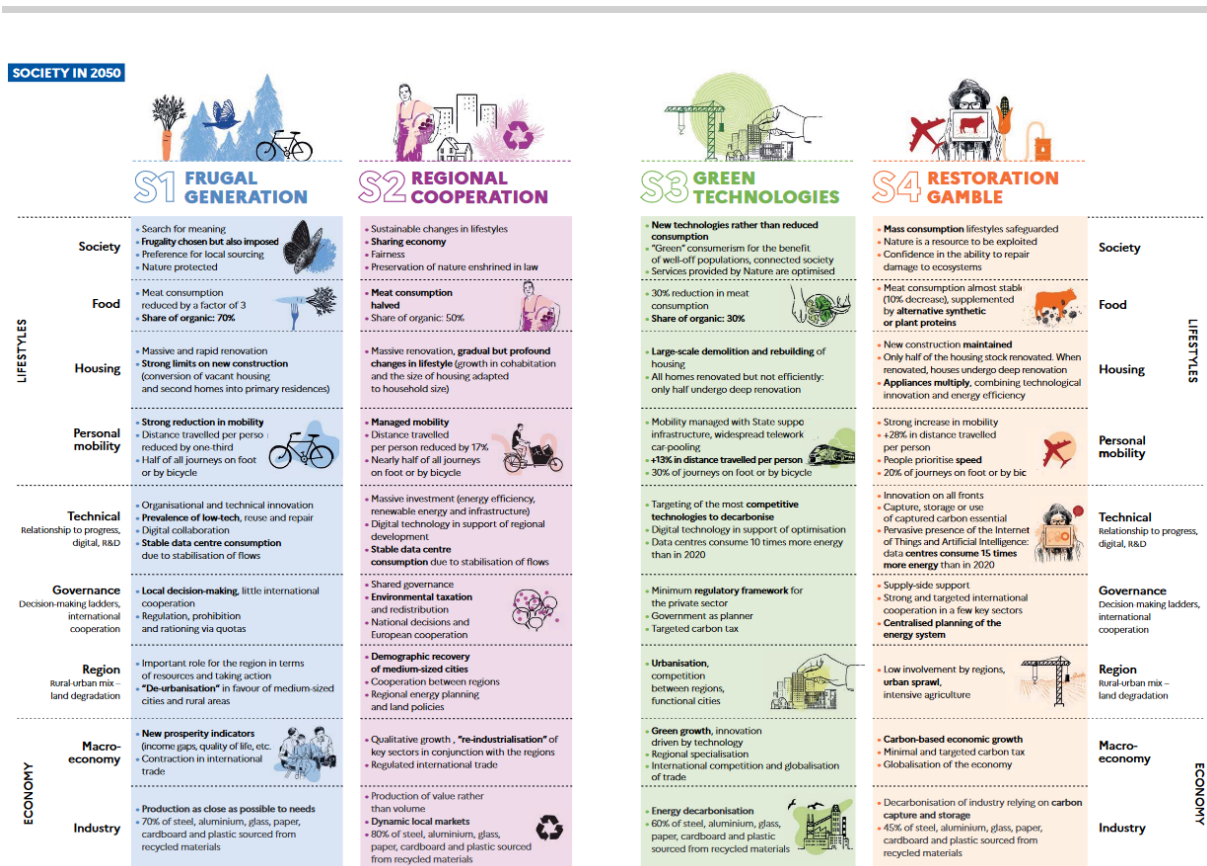 SOCIETY IN 2050
S1 FRUGAL
GENERATION
S2 REGIONAL
COOPERATION
S3 GREEN
TECHNOLOGIES
S4 RESTORATION
GAMBLE
LIFESTYLES
Society
• Search for meaning
• Frugality chosen but also imposed
• Preference for local sourcing
• Nature protected
• Sustainable changes in lifestyles
• Sharing economy
• Fairness
• Preservation of nature enshrined in law
• New technologies rather than reduced
consumption
• "Green" consumerism for the benefit
of well-off populations, connected society
• Services provided by Nature are optimised
• Mass consumption lifestyles safeguarded
• Nature is a resource to be exploited
• Confidence in the ability to repair
damage to ecosystems
Society
Food
• Meat consumption
reduced by a factor of 3
• Share of organic: 70%
• Meat consumption
halved
• Share of organic: 50%
• 30% reduction in meat
consumption
• Share of organic: 30%
• Meat consumption almost stabl
(10% decrease), supplemented
by alternative synthetic
or plant proteins
Food
LIFESTYLES
Housing
• Massive and rapid renovation
• Strong limits on new construction
(conversion of vacant housing
and second homes into primary residences)
• Massive renovation, gradual but profound
changes in lifestyle (growth in cohabitation
and the size of housing adapted
to household size)
• Large-scale demolition and rebuilding of
housing
• All homes renovated but not efficiently:
only half undergo deep renovation
• New construction maintained
• Only half of the housing stock renovated. When
renovated, houses undergo deep renovation
• Appliances multiply, combining technological
innovation and energy efficiency
Housing
Personal
mobility
• Strong reduction in mobility
• Distance travelled per perso
reduced by one-third
• Half of all journeys on foot
or by bicycle
• Managed mobility
• Distance travelled
per person reduced by 17%
• Nearly half of all journeys
on foot or by bicycle
• Mobility managed with State suppo
infrastructure, widespread telework
car-pooling
• +13% in distance travelled per person
• 30% of journeys on foot or by bicycle
• Strong increase in mobility
• +28% in distance travelled
per person
• People prioritise speed
• 20% of journeys on foot or by bic
Personal
mobility
Technical
Relationship to progress,
digital, R&D
• Organisational and technical innovation
• Prevalence of low-tech, reuse and repair
• Digital collaboration
• Stable data centre consumption
due to stabilisation of flows
• Massive investment (energy efficiency,
renewable energy and infrastructure)
• Digital technology in support of regional
development
• Stable data centre
consumption due to stabilisation of flows
• Targeting of the most competitive
technologies to decarbonise
• Digital technology in support of optimisation
• Data centres consume 10 times more energy
than in 2020
• Innovation on all fronts
• Capture, storage or use
of captured carbon essential
• Pervasive presence of the Internet
of Things and Artificial Intelligence:
data centres consume 15 times
more energy than in 2020
Technical
Relationship to progress,
digital, R&D
Governance
Decision-making ladders,
international
cooperation
• Local decision-making, little international
cooperation
• Regulation, prohibition
and rationing via quotas
• Shared governance
• Environmental taxation
and redistribution
• National decisions and
European cooperation
• Minimum regulatory framework for
the private sector
• Government as planner
• Targeted carbon tax
• Supply-side support
• Strong and targeted international
cooperation in a few key sectors
• Centralised planning of the
energy system
Governance
Decision-making ladders,
international
cooperation
Region
Rural-urban mix –
land degradation
• Important role for the region in terms
of resources and taking action
• "De-urbanisation" in favour of medium-sized
cities and rural areas
• Demographic recovery
of medium-sized cities
• Cooperation between regions
• Regional energy planning
and land policies
• Urbanisation,
competition
between regions,
functional cities
• Low involvement by regions,
urban sprawl,
intensive agriculture
Region
Rural-urban mix –
land degradation
ECONOMY
Macro-
economy
• New prosperity indicators
(income gaps, quality of life, etc.
• Contraction in international
trade
• Qualitative growth , "re-industrialisation" of
key sectors in conjunction with the regions
• Regulated international trade
• Green growth, innovation
driven by technology
• Regional specialisation
• International competition and globalisation
of trade
• Carbon-based economic growth
• Minimal and targeted carbon tax
• Globalisation of the economy
Macro-
economy
ECONOMY
Industry
• Production as close as possible to needs
• 70% of steel, aluminium, glass, paper,
cardboard and plastic sourced from
recycled materials
• Production of value rather
than volume
• Dynamic local markets
• 80% of steel, aluminium, glass,
paper, cardboard and plastic sourced
from recycled materials
• Energy decarbonisation
• 60% of steel, aluminium, glass,
paper, cardboard and plastic
sourced from recycled materials
• Decarbonisation of industry relying on carbon
capture and storage
• 45% of steel, aluminium, glass, paper,
cardboard and plastic sourced from
recycled materials
Industry